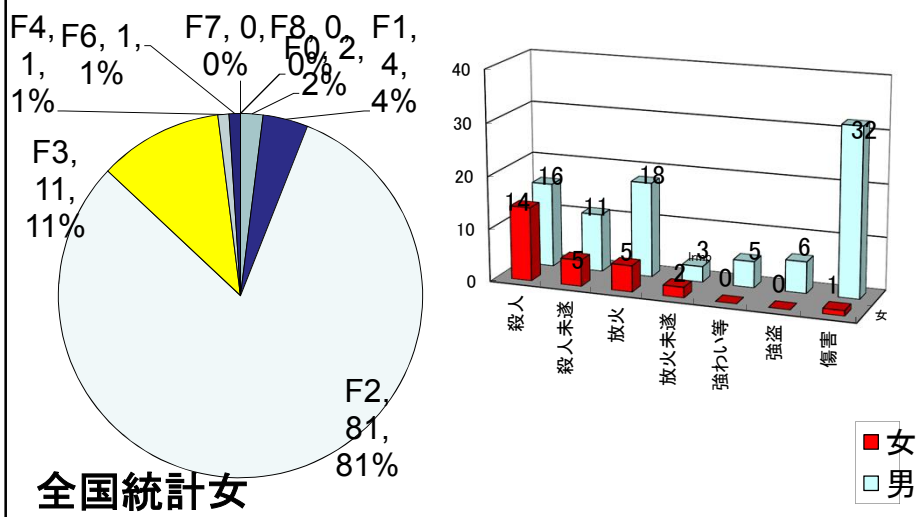 F4, 1, 1%
F6, 1, 1%
F7, 0, 0%
F8, 0, 0%
F0, 2, 2%
F1, 4, 4%
F3, 11, 11%
F2, 81, 81%
全国統計女
40
30
20
10
0
14
16
5
11
5
18
2
3
0
5
0
6
1
32
殺人
殺人未遂
放火
放火未遂
強わい等
強盗
傷害
女
女
男